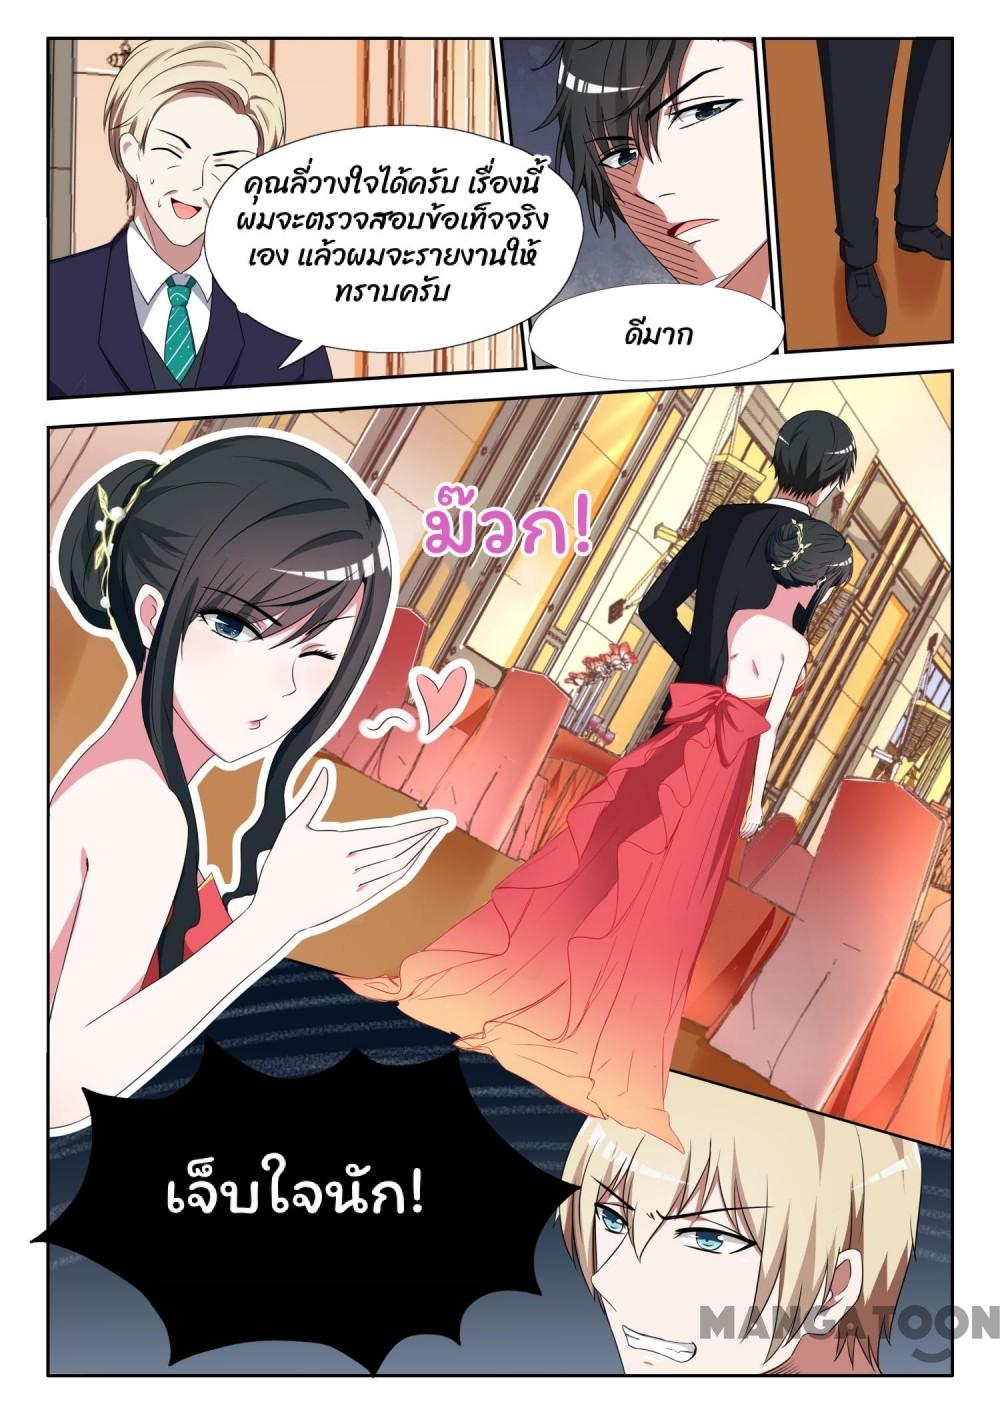 คุณลี่วางใจได้ครับ เรื่องนี้
ผมจะตรวจสอบข้อเท็จจริง
เอง แล้วผมจะรายงานให้
ทราบครับ
ดีมาก
ม๊วก!
เจ็บใจนัก!
MANGATOON